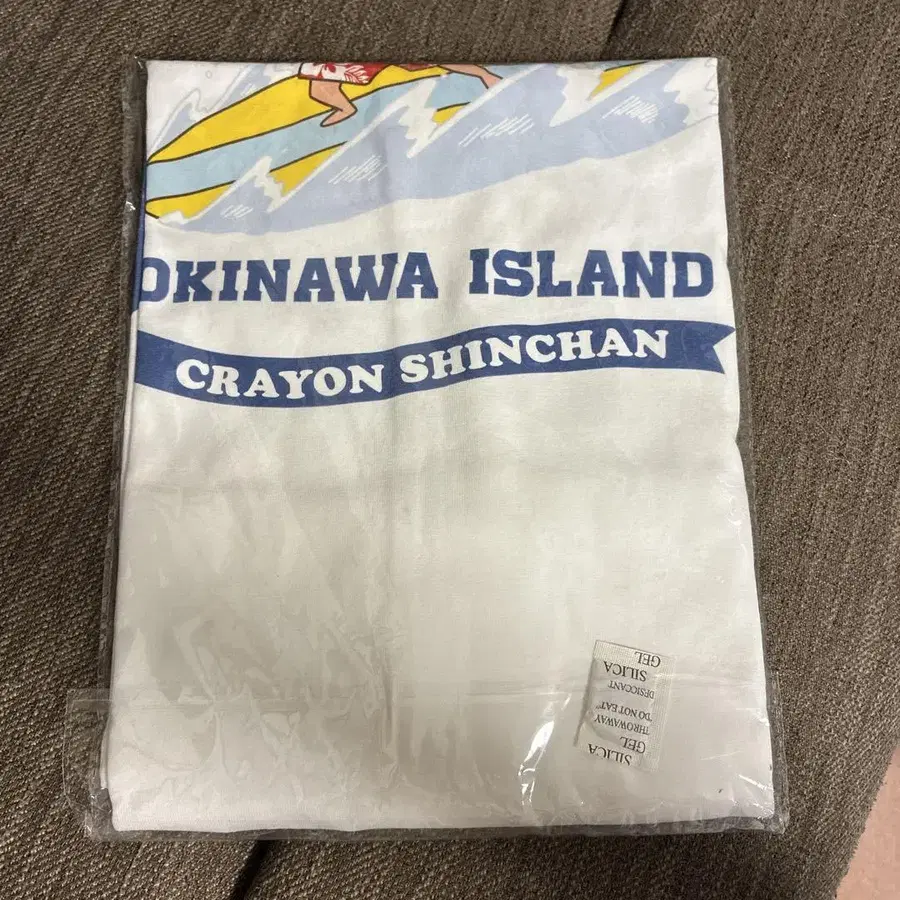 OKINAWA ISLAND
CRAYON SHINCHAN
SILICA
GEL
THROWAWAY
"DO NOT EAT"
DESICCANT
SILICA
GEL